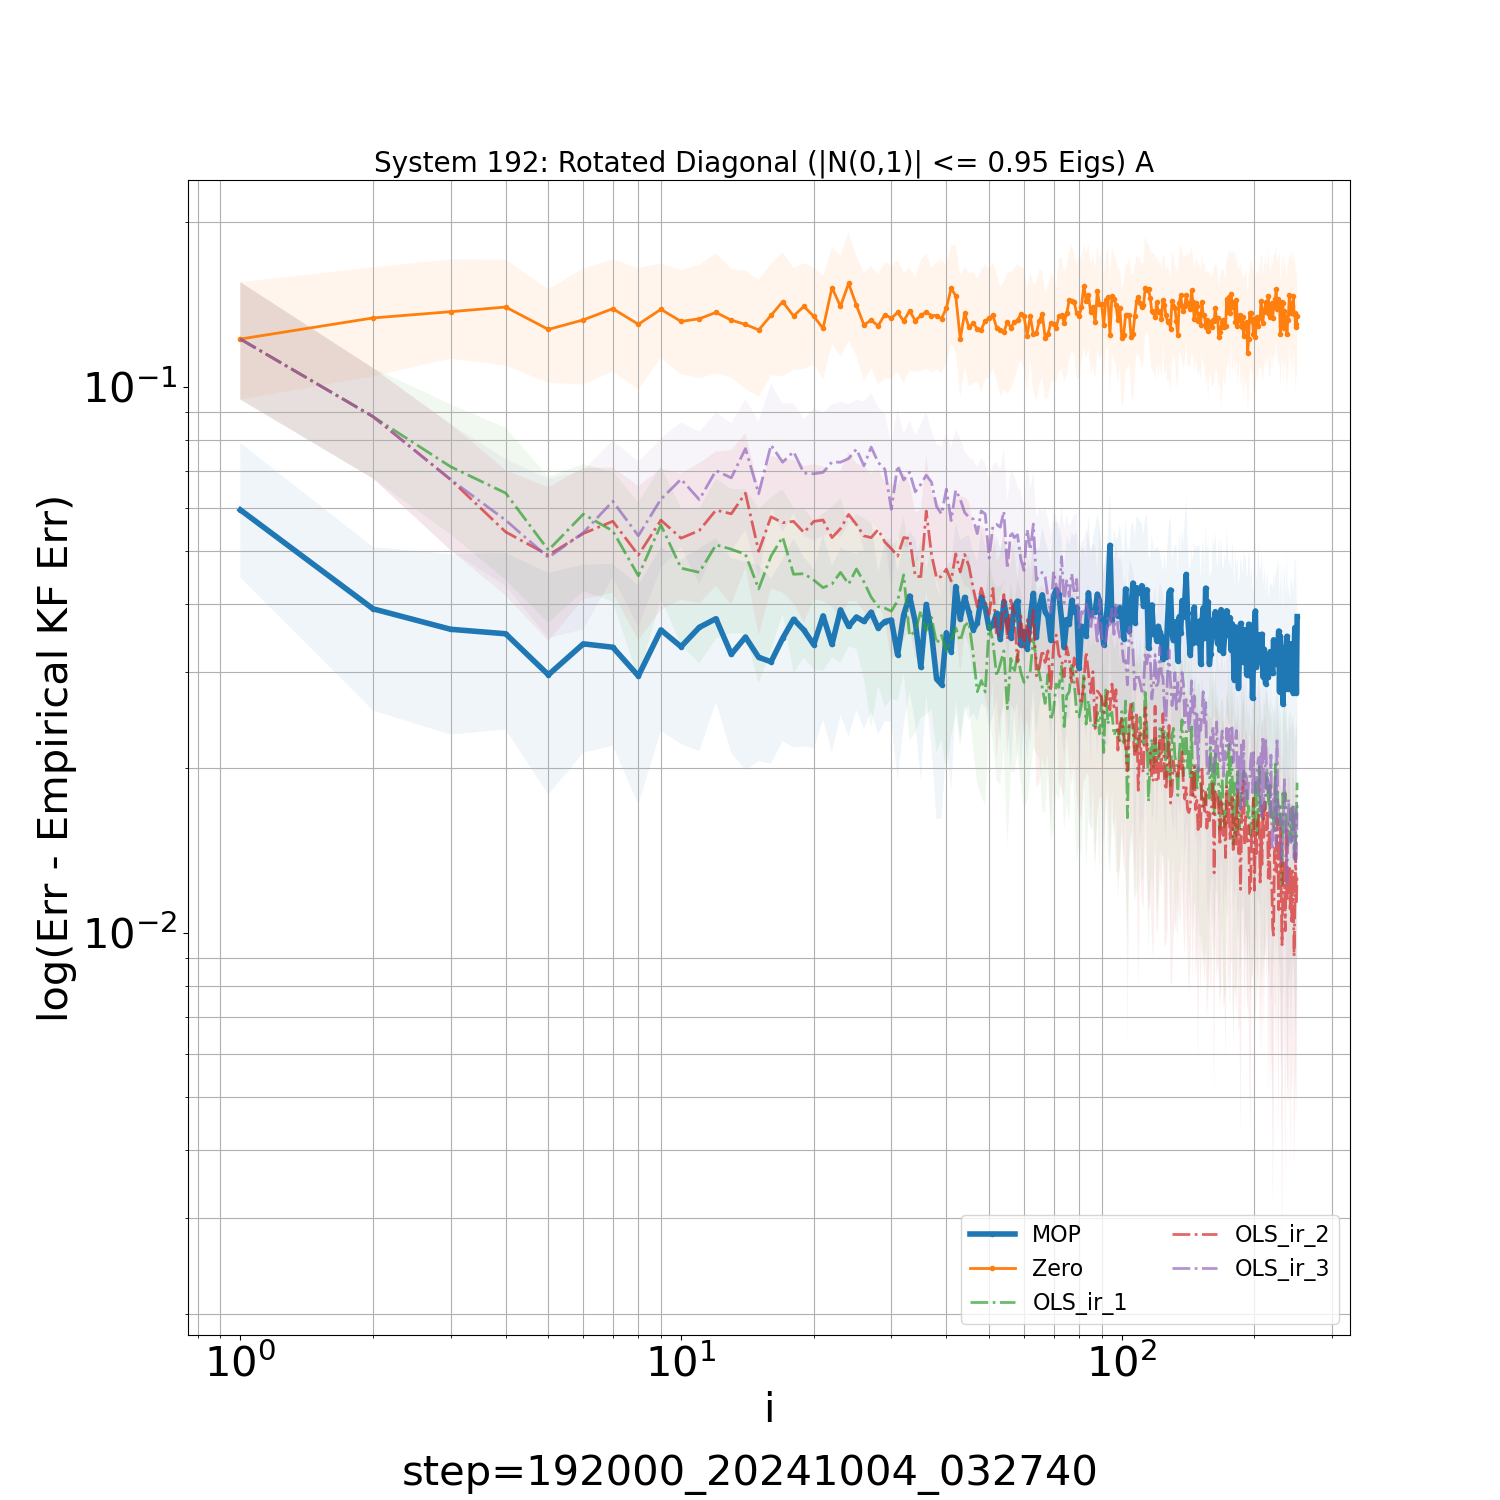 System 192: Rotated Diagonal (|N(0,1)| <= 0.95 Eigs) A
log(Err - Empirical KF Err)
10⁻¹
10⁻²
10⁰
10¹
10²
MOP
Zero
OLS_ir_1
OLS_ir_2
OLS_ir_3
i
step=192000_20241004_032740